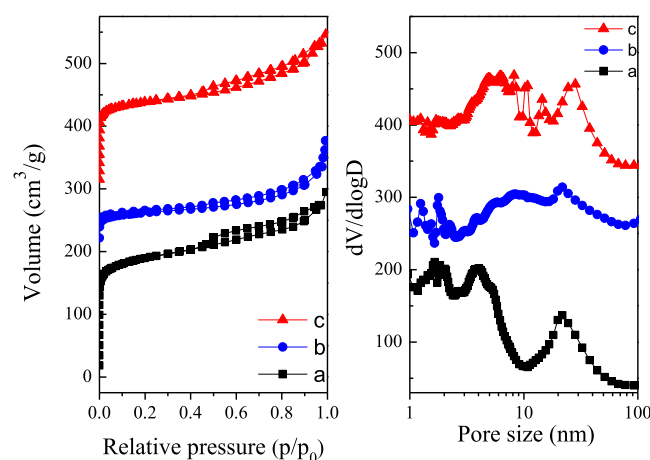 Volume (cm³/g)
500
400
300
200
100
0
0.0 0.2 0.4 0.6 0.8 1.0
Relative pressure (p/p₀)
c
b
a
dV/dlogD
500
400
300
200
100
1 10 100
Pore size (nm)
c
b
a